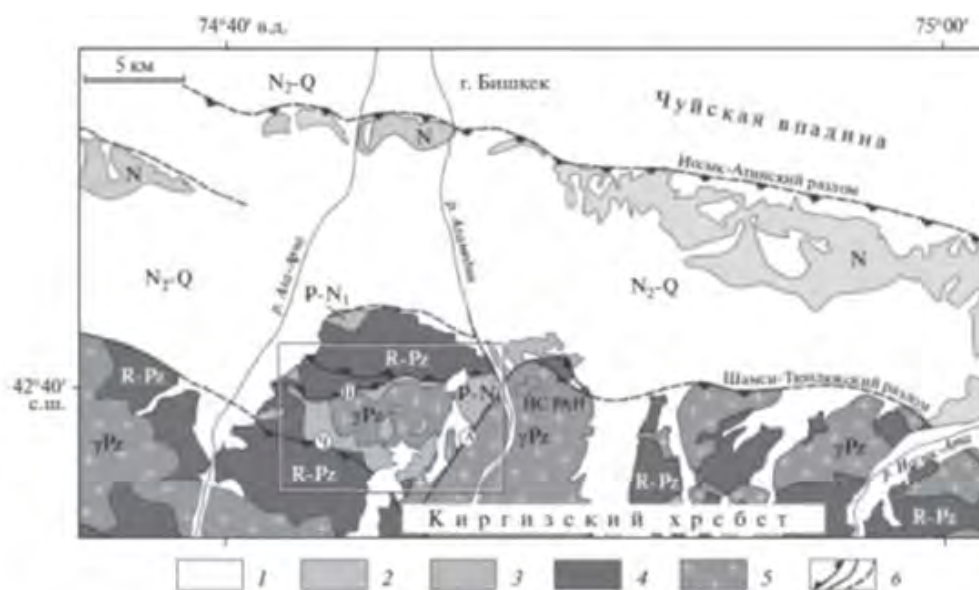 74°40' в.д.
75°00'
5 км
N₂-Q
г. Бишкек
Чуйская впадина
N
Иссык-Атинский разлом
N
р. Ала-Арча
р. Аламедин
N₂-Q
N₂-Q
P-N₁
R-Pz
42°40'
с.ш.
R-Pz
Шамси-Тюндюкский разлом
В
P-N₁
НС РАН
γPz
γPz
γPz
γPz
Ч
А
R-Pz
R-Pz
R-Pz
Киргизский хребет
1
2
3
4
5
6